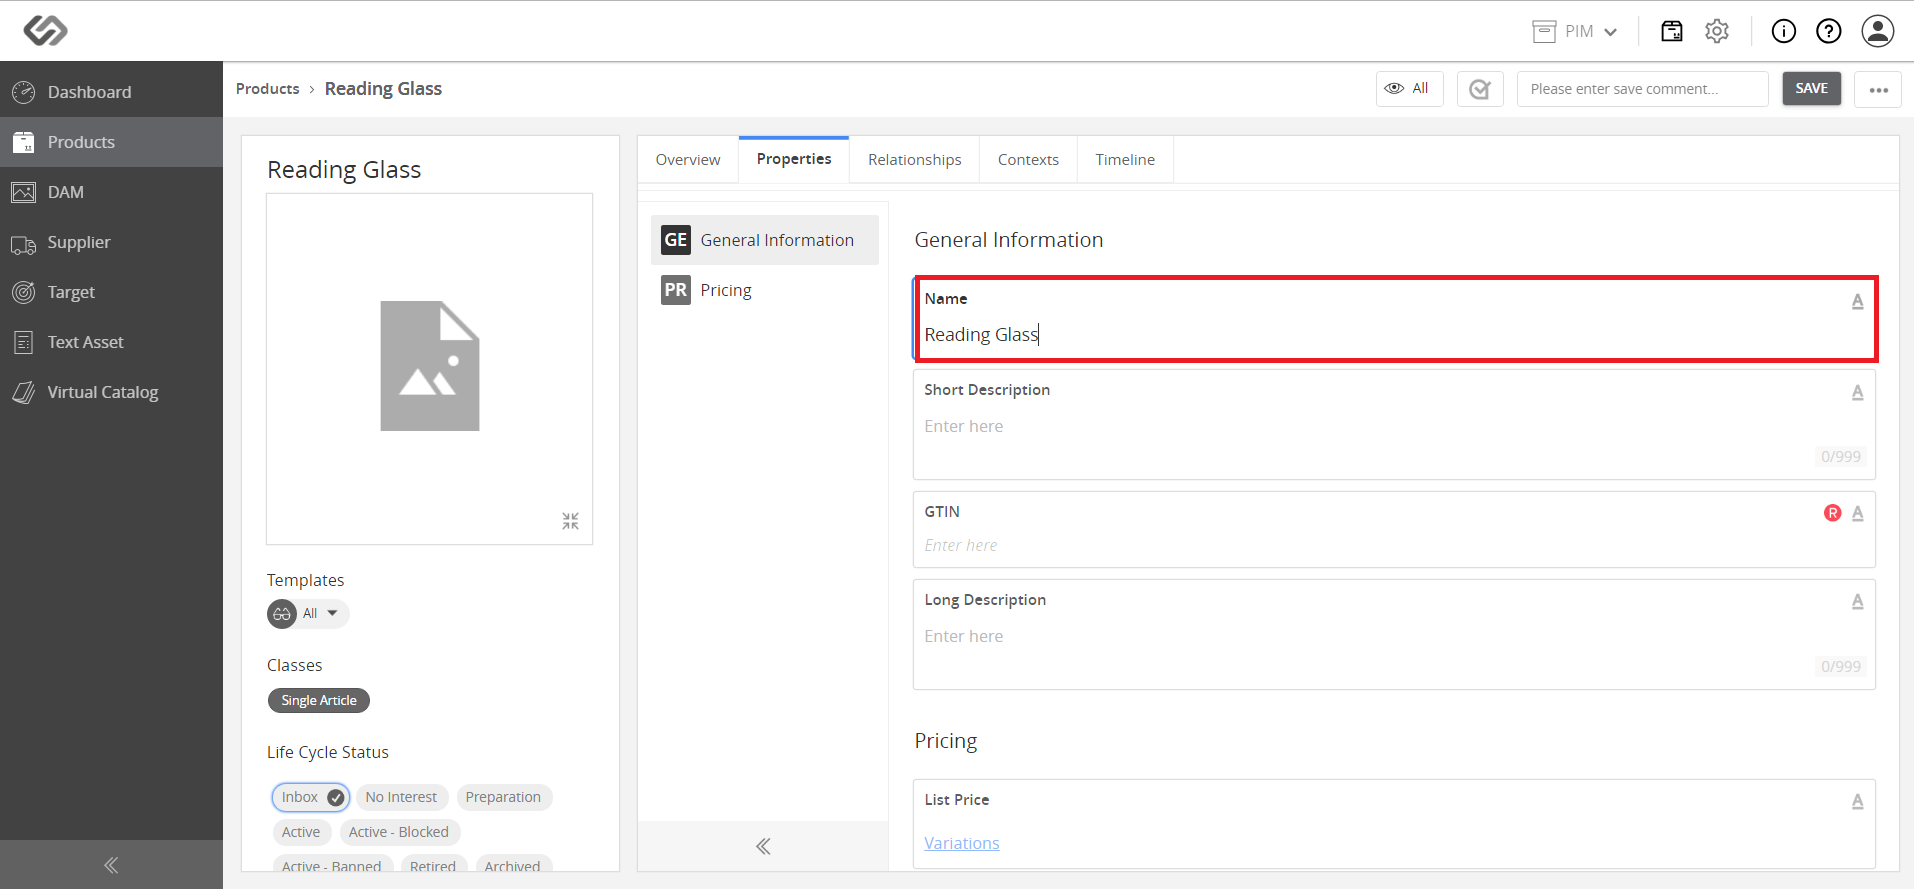 PIM
Dashboard
Products
DAM
Supplier
Target
Text Asset
Virtual Catalog
Products › Reading Glass
All
Please enter save comment...
SAVE
Reading Glass
Templates
All
Classes
Single Article
Life Cycle Status
Inbox
No Interest
Preparation
Active
Active - Blocked
Active - Banned
Retired
Archived
Overview
Properties
Relationships
Contexts
Timeline
GE General Information
PR Pricing
General Information
Name
A
Reading Glass
Short Description
A
Enter here
0/999
GTIN
R A
Enter here
Long Description
A
Enter here
0/999
Pricing
List Price
A
Variations